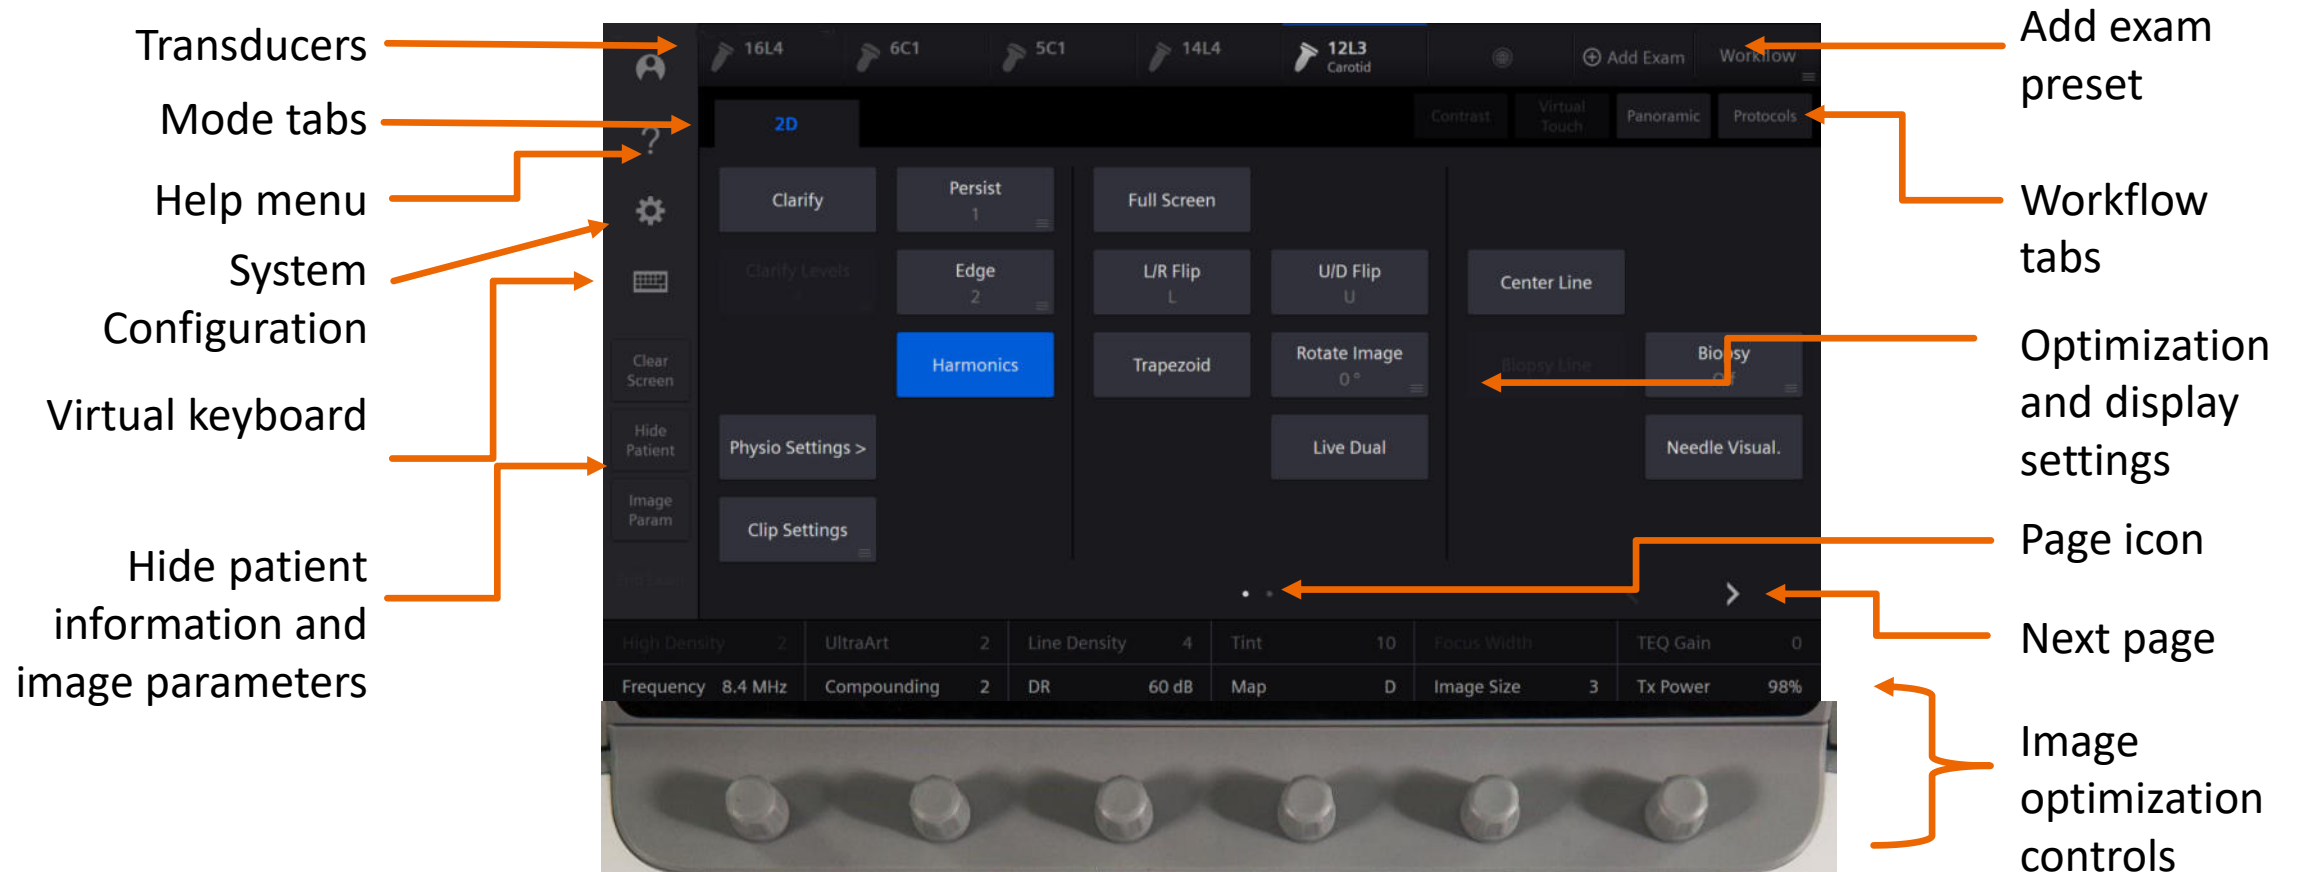 Transducers
Mode tabs
Help menu
System
Configuration
Virtual keyboard
Hide patient
information and
image parameters
16L4
6C1
5C1
14L4
12L3
Carotid
Add Exam
Workflow
2D
Contrast
Virtual
Touch
Panoramic
Protocols
?
Clarify
Persist
1
Full Screen
Clarify Levels
Edge
2
L/R Flip
L
U/D Flip
U
Center Line
Harmonics
Trapezoid
Rotate Image
0 °
Biopsy Line
Biopsy
Off
Clear
Screen
Hide
Patient
Image
Param
End Exam
Physio Settings >
Live Dual
Needle Visual.
Clip Settings
High Density 2 UltraArt 2 Line Density 4 Tint 10 Focus Width TEQ Gain 0
Frequency 8.4 MHz Compounding 2 DR 60 dB Map D Image Size 3 Tx Power 98%
Add exam
preset
Workflow
tabs
Optimization
and display
settings
Page icon
Next page
Image
optimization
controls